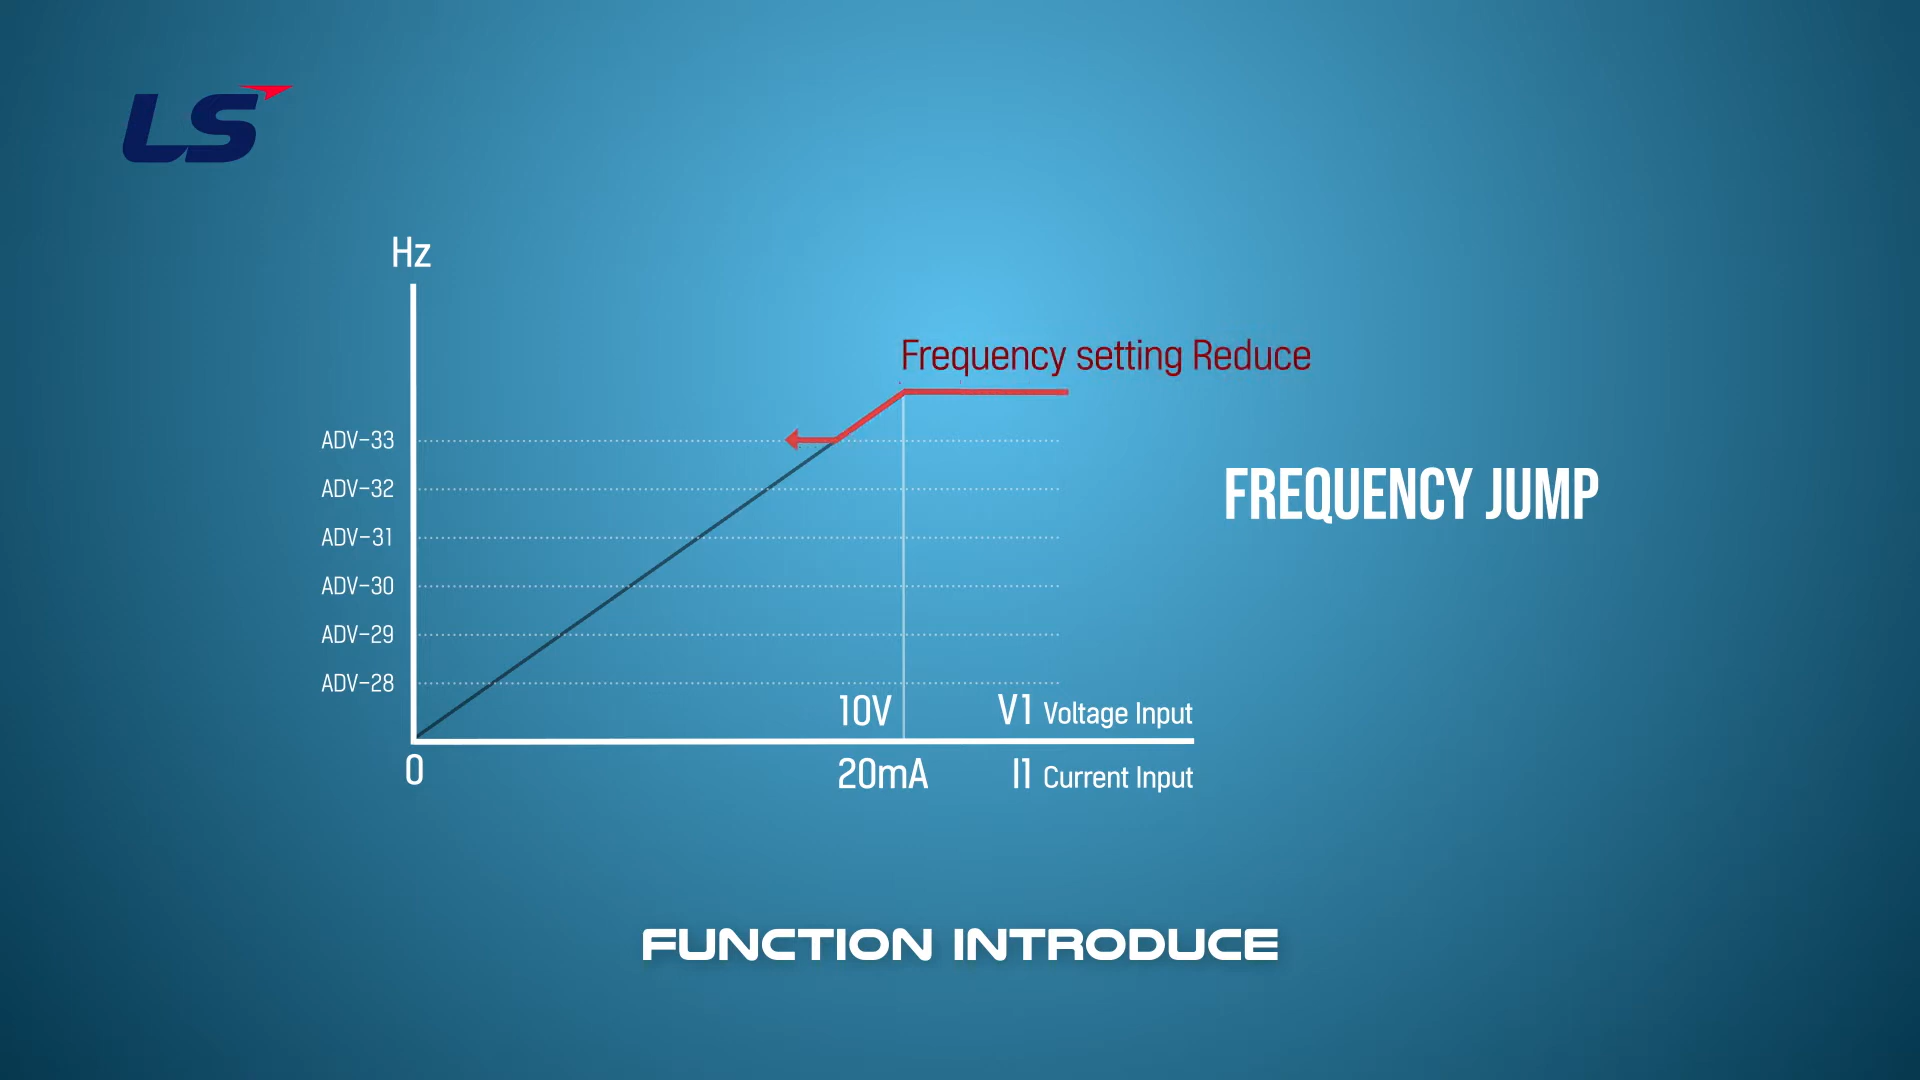 LS
Hz
Frequency setting Reduce
ADV-33
ADV-32
ADV-31
ADV-30
ADV-29
ADV-28
FREQUENCY JUMP
10V
V1 Voltage Input
0
20mA
I1 Current Input
FUNCTION INTRODUCE